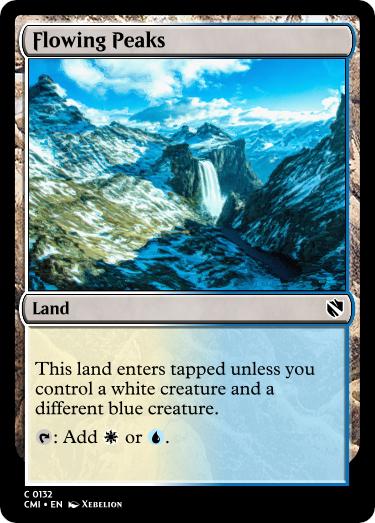 Flowing Peaks
Land
This land enters tapped unless you
control a white creature and a
different blue creature.
: Add or .
C 0132
CMI • EN XEBELION